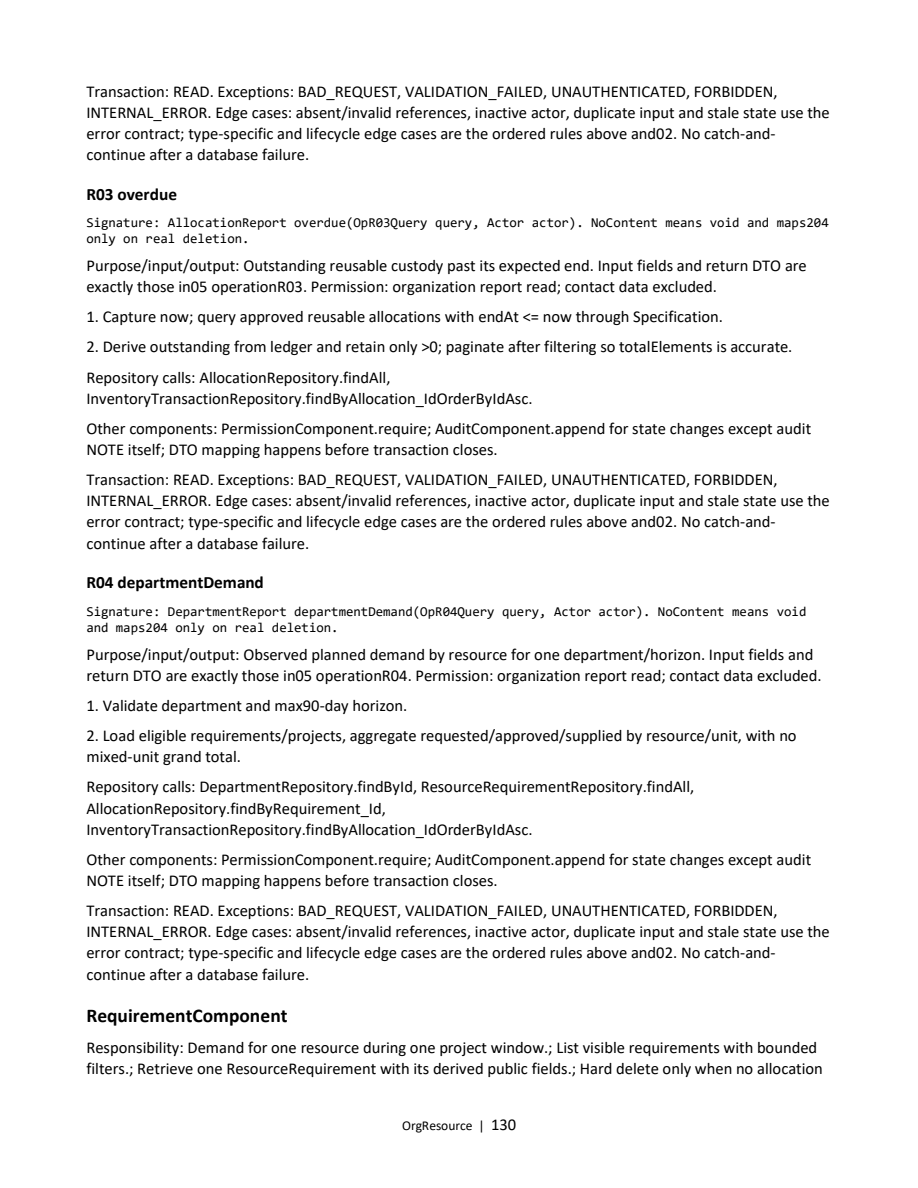 Transaction: READ. Exceptions: BAD_REQUEST, VALIDATION_FAILED, UNAUTHENTICATED, FORBIDDEN,
INTERNAL_ERROR. Edge cases: absent/invalid references, inactive actor, duplicate input and stale state use the
error contract; type-specific and lifecycle edge cases are the ordered rules above and02. No catch-and-
continue after a database failure.
R03 overdue
Signature: AllocationReport overdue(OpR03Query query, Actor actor). NoContent means void and maps204
only on real deletion.
Purpose/input/output: Outstanding reusable custody past its expected end. Input fields and return DTO are
exactly those in05 operationR03. Permission: organization report read; contact data excluded.
1. Capture now; query approved reusable allocations with endAt <= now through Specification.
2. Derive outstanding from ledger and retain only >0; paginate after filtering so totalElements is accurate.
Repository calls: AllocationRepository.findAll,
InventoryTransactionRepository.findByAllocation_IdOrderByIdAsc.
Other components: PermissionComponent.require; AuditComponent.append for state changes except audit
NOTE itself; DTO mapping happens before transaction closes.
Transaction: READ. Exceptions: BAD_REQUEST, VALIDATION_FAILED, UNAUTHENTICATED, FORBIDDEN,
INTERNAL_ERROR. Edge cases: absent/invalid references, inactive actor, duplicate input and stale state use the
error contract; type-specific and lifecycle edge cases are the ordered rules above and02. No catch-and-
continue after a database failure.
R04 departmentDemand
Signature: DepartmentReport departmentDemand(OpR04Query query, Actor actor). NoContent means void
and maps204 only on real deletion.
Purpose/input/output: Observed planned demand by resource for one department/horizon. Input fields and
return DTO are exactly those in05 operationR04. Permission: organization report read; contact data excluded.
1. Validate department and max90-day horizon.
2. Load eligible requirements/projects, aggregate requested/approved/supplied by resource/unit, with no
mixed-unit grand total.
Repository calls: DepartmentRepository.findById, ResourceRequirementRepository.findAll,
AllocationRepository.findByRequirement_Id,
InventoryTransactionRepository.findByAllocation_IdOrderByIdAsc.
Other components: PermissionComponent.require; AuditComponent.append for state changes except audit
NOTE itself; DTO mapping happens before transaction closes.
Transaction: READ. Exceptions: BAD_REQUEST, VALIDATION_FAILED, UNAUTHENTICATED, FORBIDDEN,
INTERNAL_ERROR. Edge cases: absent/invalid references, inactive actor, duplicate input and stale state use the
error contract; type-specific and lifecycle edge cases are the ordered rules above and02. No catch-and-
continue after a database failure.
RequirementComponent
Responsibility: Demand for one resource during one project window.; List visible requirements with bounded
filters.; Retrieve one ResourceRequirement with its derived public fields.; Hard delete only when no allocation
OrgResource | 130